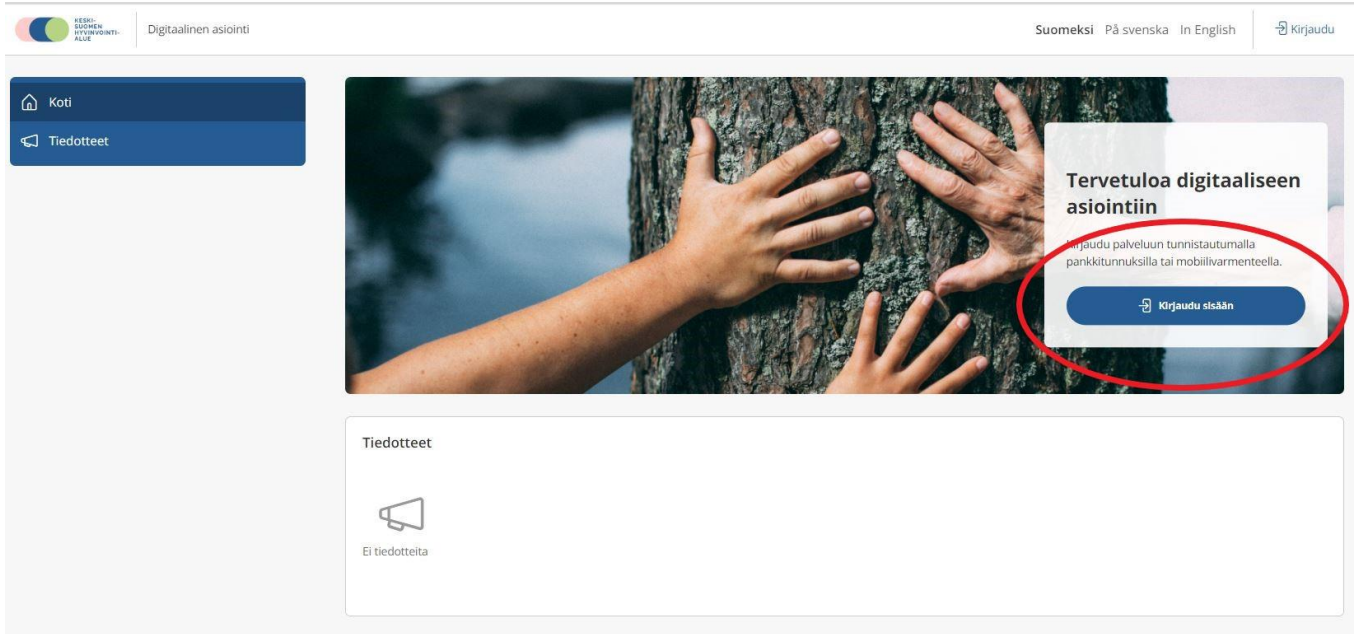 KESKI-
SUOMEN
HYVINVOINTI-
ALUE
Digitaalinen asiointi
Suomeksi På svenska In English
Kirjaudu
Koti
Tiedotteet
Tervetuloa digitaaliseen
asiointiin
Kirjaudu palveluun tunnistautumalla
pankkitunnuksilla tai mobiilivarmenteella.
Kirjaudu sisään
Tiedotteet
Ei tiedotteita